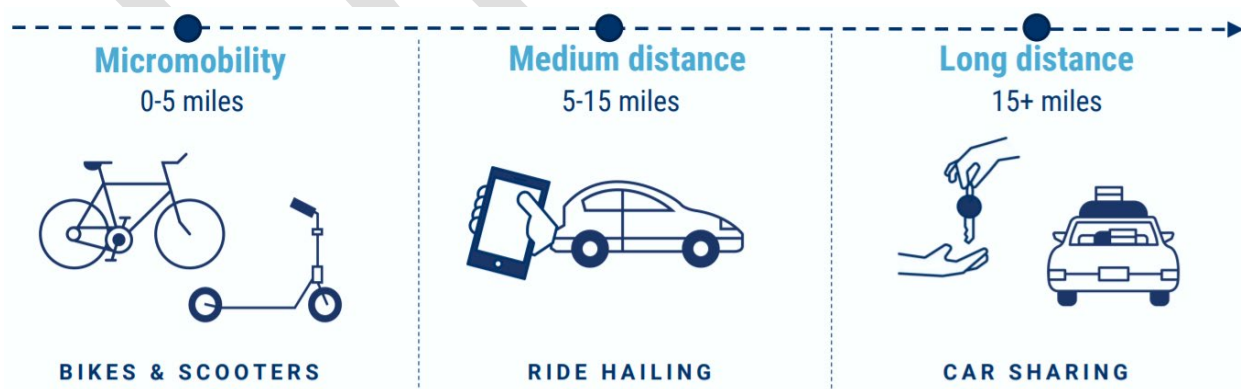 Micromobility
0-5 miles
BIKES & SCOOTERS
Medium distance
5-15 miles
RIDE HAILING
Long distance
15+ miles
CAR SHARING